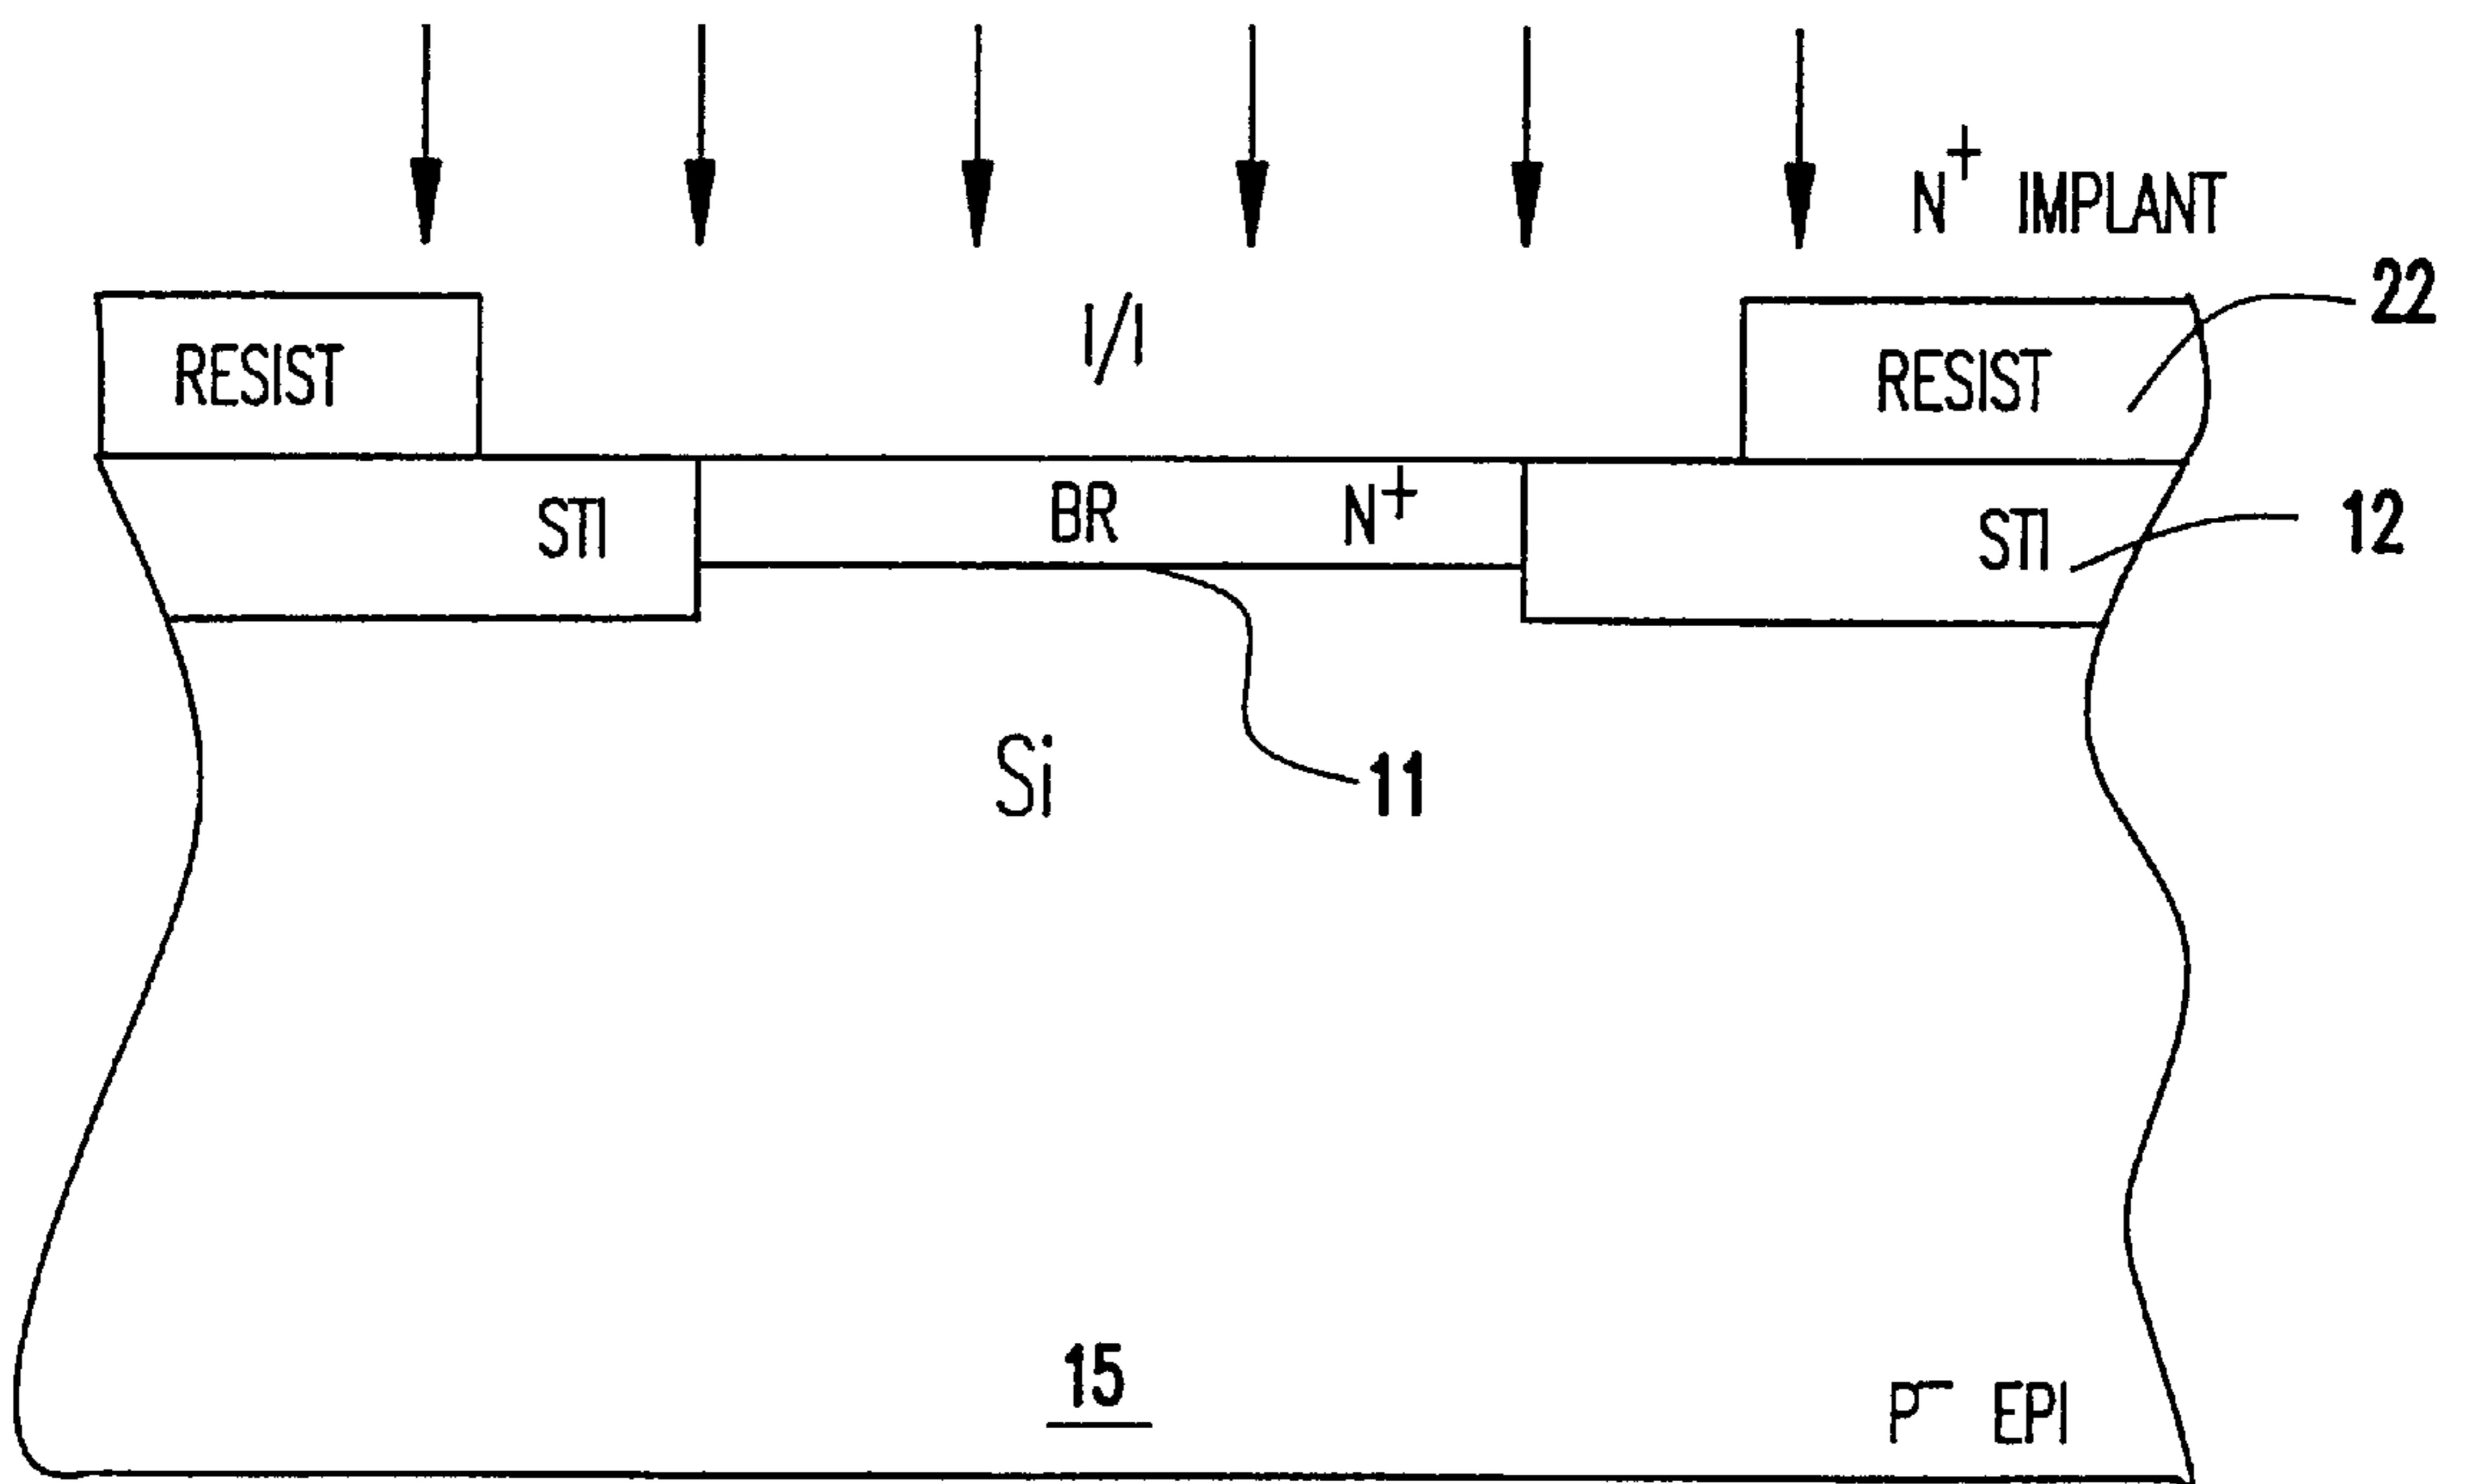 N+ IMPLANT
22
RESIST
I/I
RESIST
STI
BR
N+
STI
12
Si
11
15
P− EPI